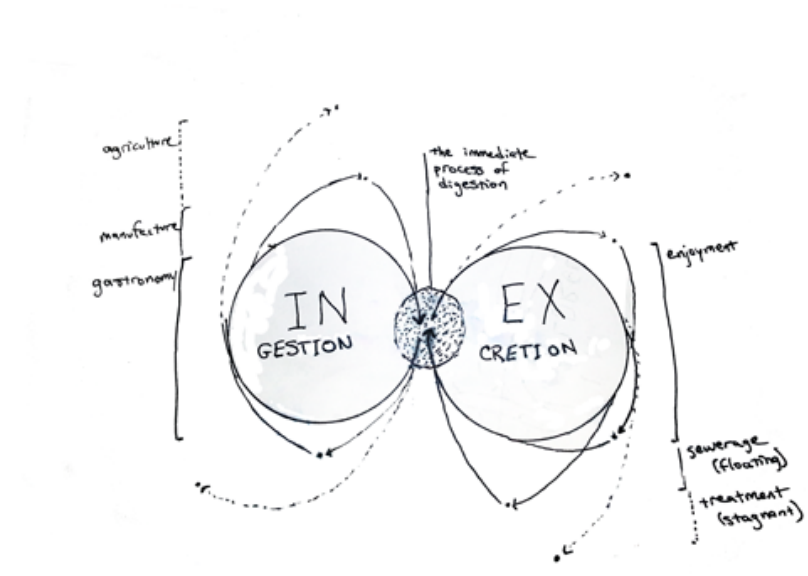 agriculture
manufacture
gastronomy
the immediate
process of
digestion
IN
GESTION
EX
CRETION
enjoyment
sewerage
(floating)
treatment
(stagnant)